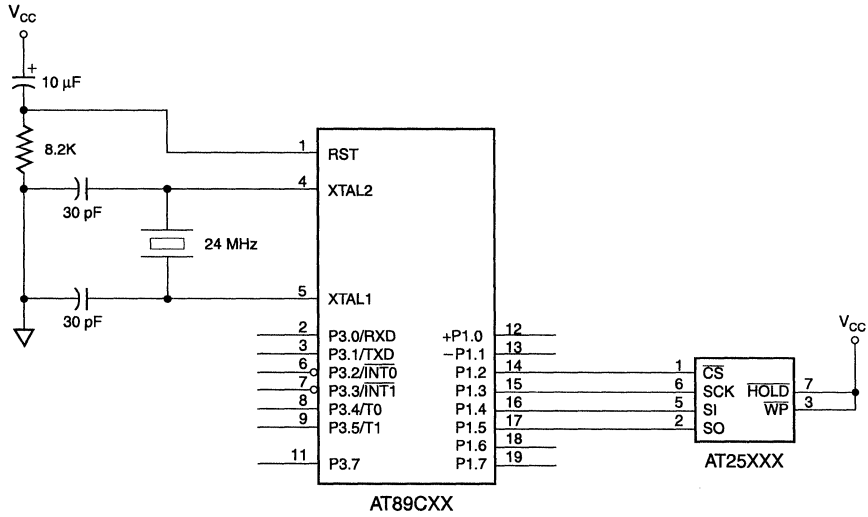 VCC
+
10 µF
8.2K
30 pF
24 MHz
30 pF
1 RST
4 XTAL2
5 XTAL1
2 P3.0/RXD
3 P3.1/TXD
6 P3.2/INT0
7 P3.3/INT1
8 P3.4/T0
9 P3.5/T1
11 P3.7
+P1.0 12
−P1.1 13
P1.2 14
P1.3 15
P1.4 16
P1.5 17
P1.6 18
P1.7 19
AT89CXX
1 CS
6 SCK
5 SI
2 SO
HOLD 7
WP 3
VCC
AT25XXX